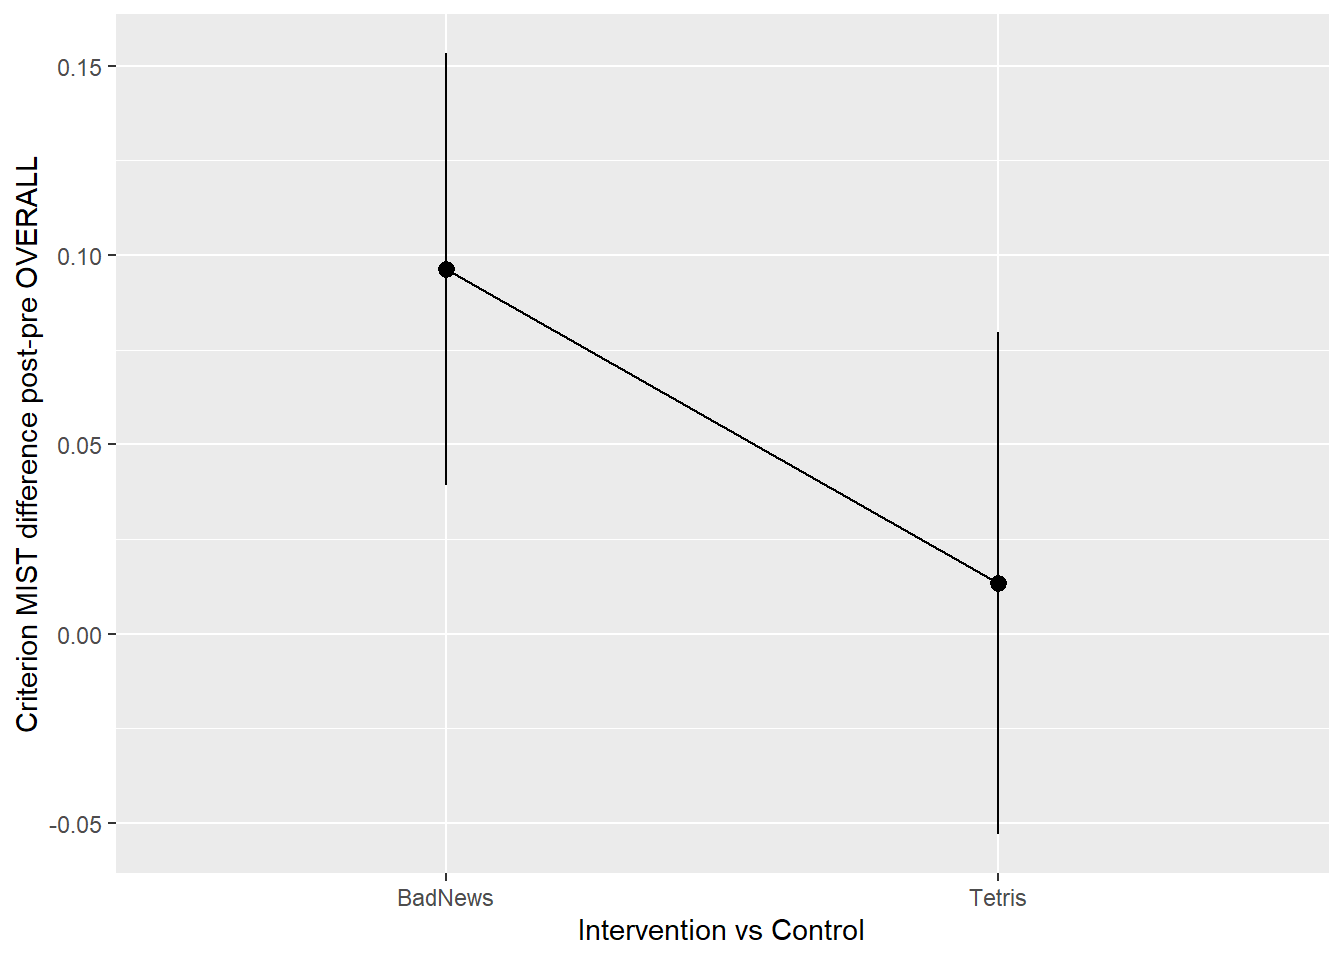 Criterion MIST difference post-pre OVERALL
0.15
0.10
0.05
0.00
-0.05
BadNews
Tetris
Intervention vs Control